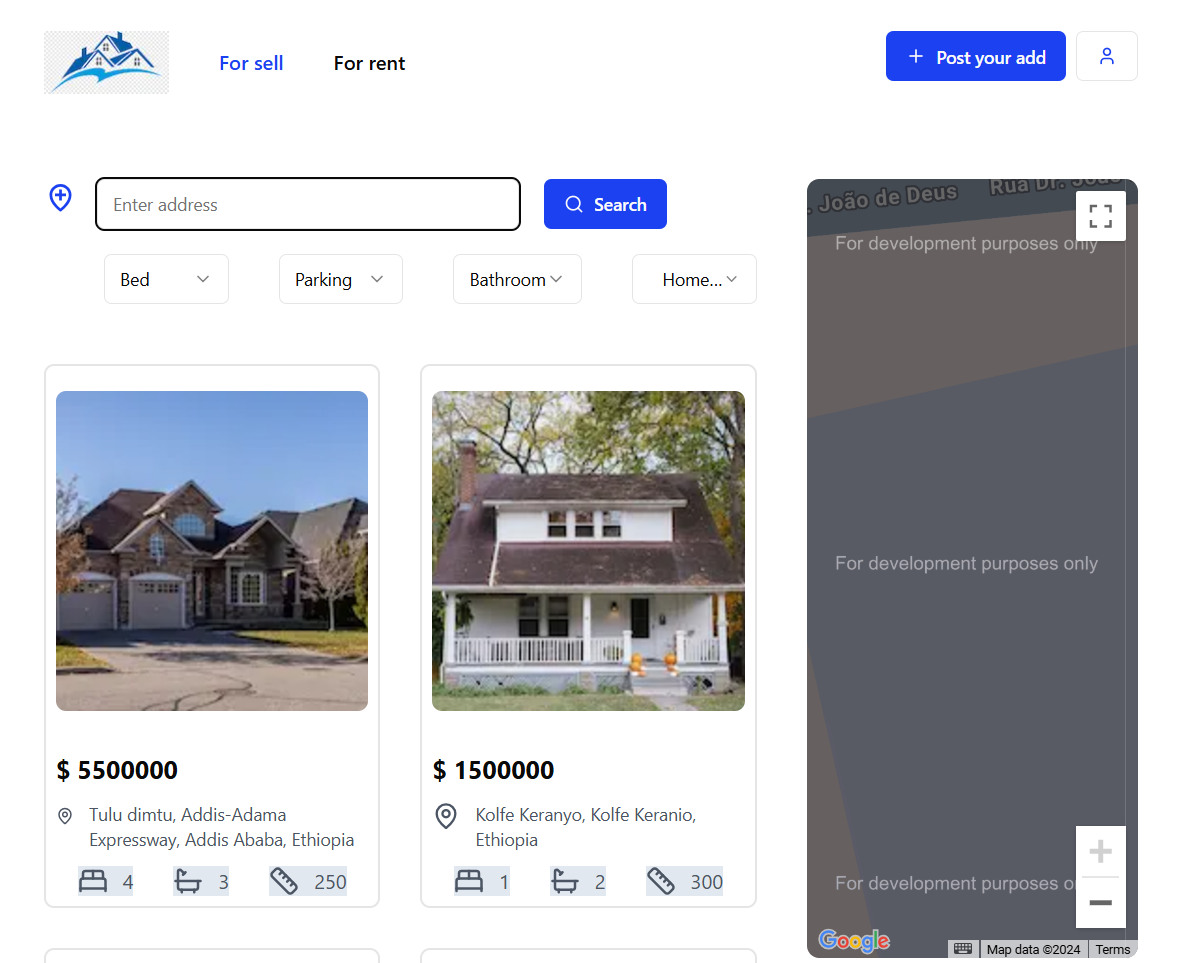 For sell
For rent
Post your add
Enter address
Search
Bed
Parking
Bathroom
Home...
$ 5500000
Tulu dimtu, Addis-Adama
Expressway, Addis Ababa, Ethiopia
4
3
250
$ 1500000
Kolfe Keranyo, Kolfe Keranio,
Ethiopia
1
2
300
João de Deus
Rua Dr. João
For development purposes only
For development purposes only
For development purposes o
Google
Map data ©2024
Terms